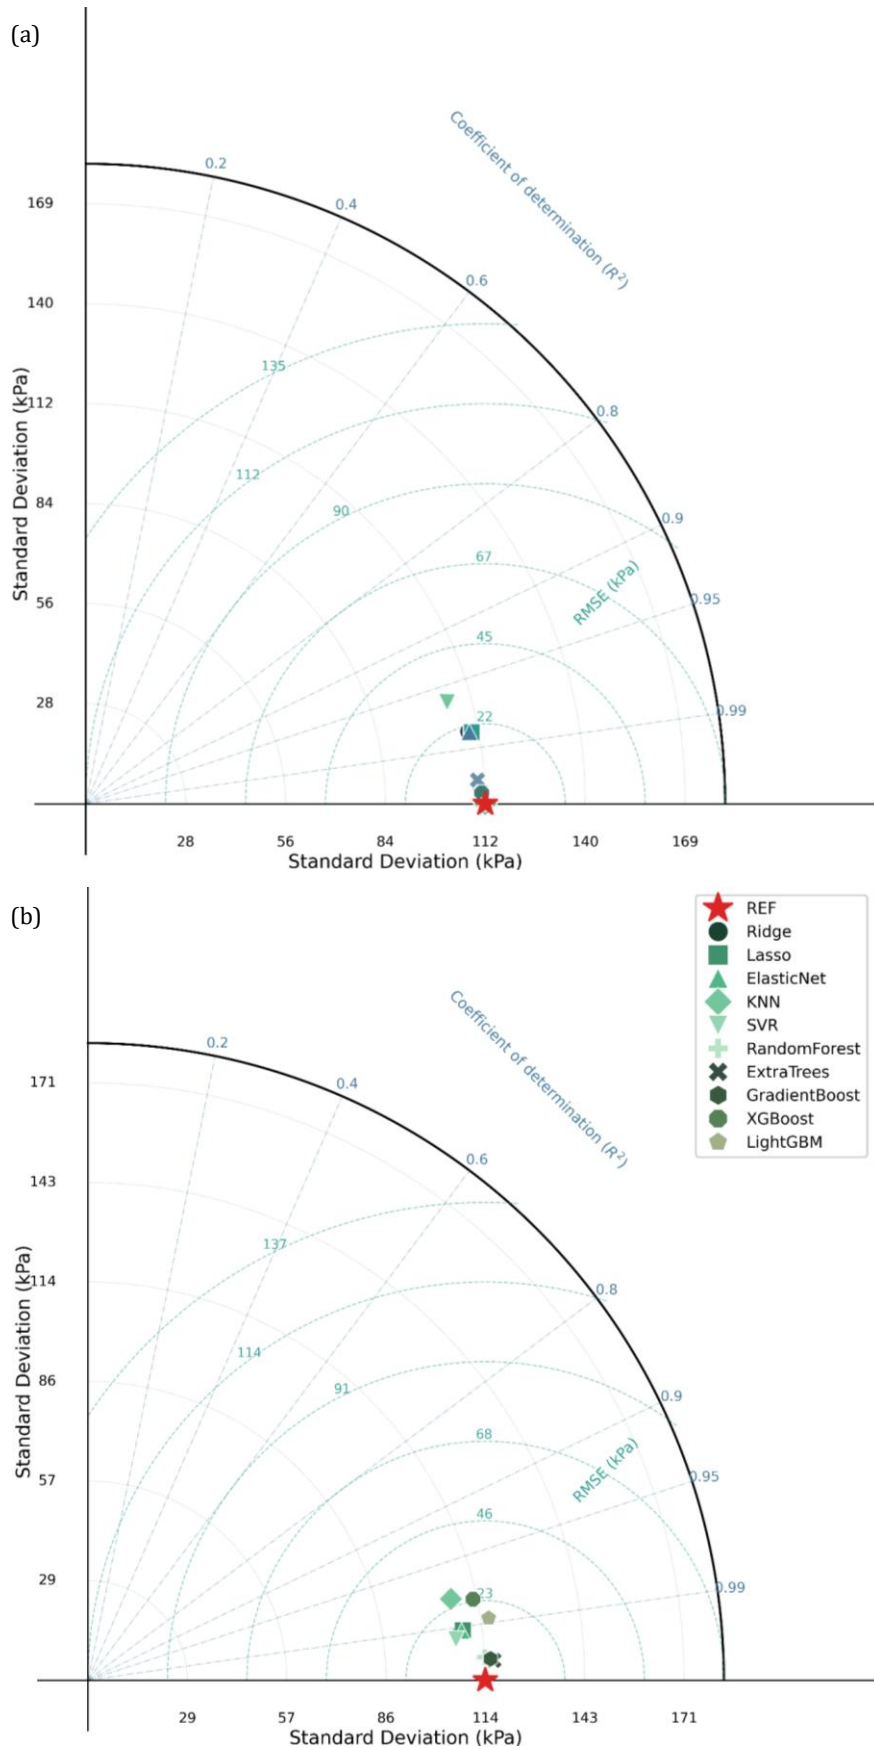 (a)
Coefficient of determination (R²)
0.2
0.4
0.6
0.8
0.9
0.95
0.99
169
140
112
84
56
28
Standard Deviation (kPa)
135
112
90
67
45
22
RMSE (kPa)
28 56 84 112 140 169
Standard Deviation (kPa)
(b)
REF
Ridge
Lasso
ElasticNet
KNN
SVR
RandomForest
ExtraTrees
GradientBoost
XGBoost
LightGBM
Coefficient of determination (R²)
0.2
0.4
0.6
0.8
0.9
0.95
0.99
171
143
114
86
57
29
Standard Deviation (kPa)
137
114
91
68
46
23
RMSE (kPa)
29 57 86 114 143 171
Standard Deviation (kPa)